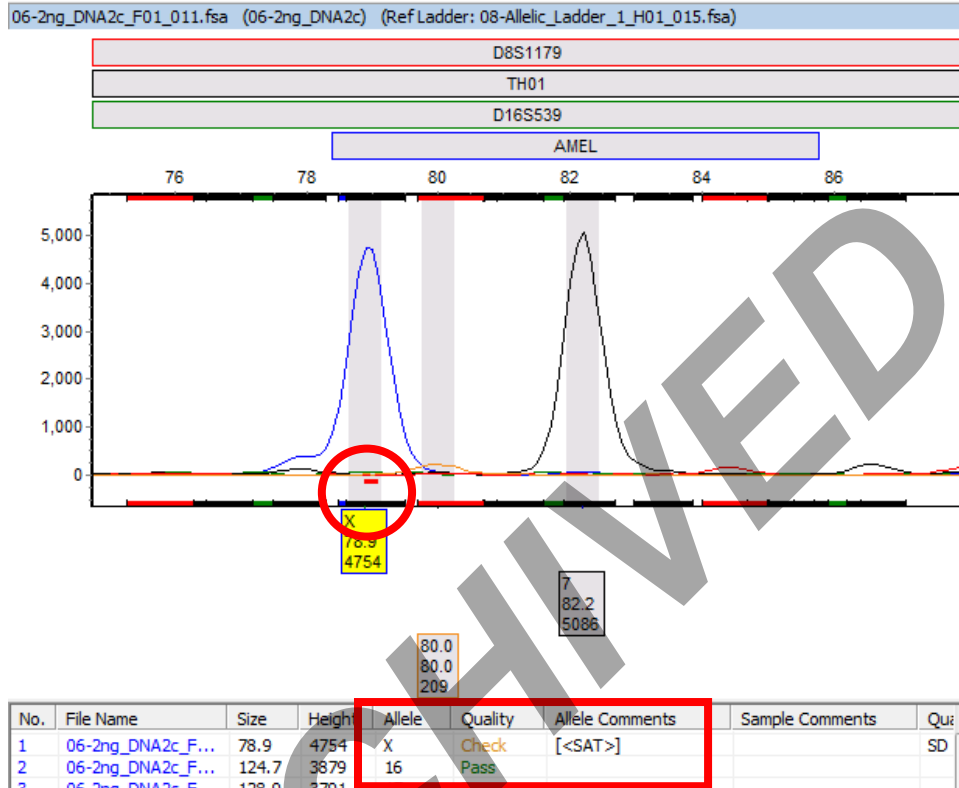 06-2ng_DNA2c_F01_011.fsa (06-2ng_DNA2c) (Ref Ladder: 08-Allelic_Ladder_1_H01_015.fsa)
D8S1179
TH01
D16S539
AMEL
76 78 80 82 84 86
5,000
4,000
3,000
2,000
1,000
0
X
78.9
4754
7
82.2
5086
80.0
80.0
209
No. File Name Size Height Allele Quality Allele Comments Sample Comments Qua
1 06-2ng_DNA2c_F... 78.9 4754 X Check [<SAT>] SD
2 06-2ng_DNA2c_F... 124.7 3879 16 Pass
CHIVED